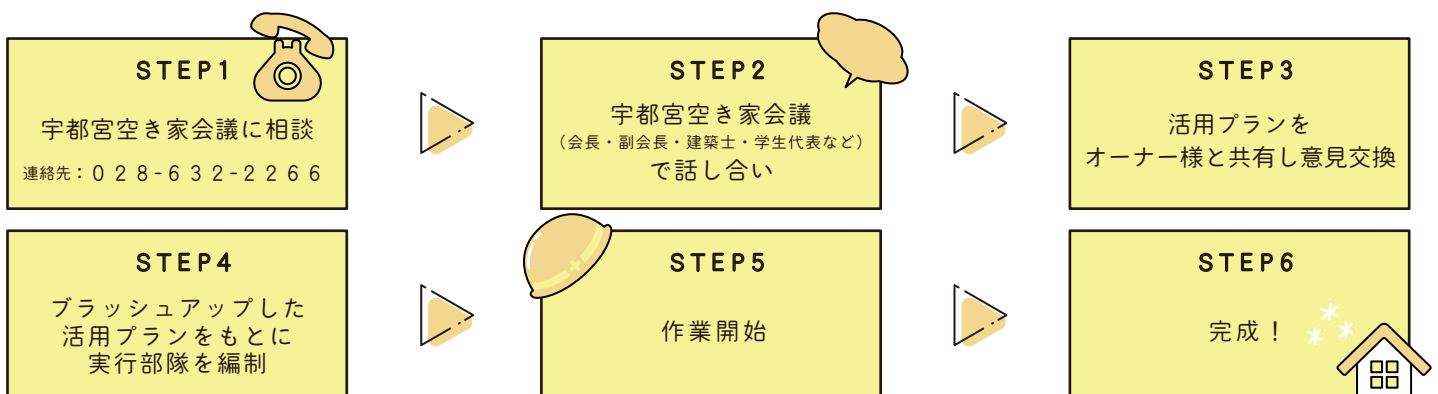 STEP1
宇都宮空き家会議に相談
連絡先：028-632-2266
STEP2
宇都宮空き家会議
（会長・副会長・建築士・学生代表など）
で話し合い
STEP3
活用プランを
オーナー様と共有し意見交換
STEP4
ブラッシュアップした
活用プランをもとに
実行部隊を編制
STEP5
作業開始
STEP6
完成！